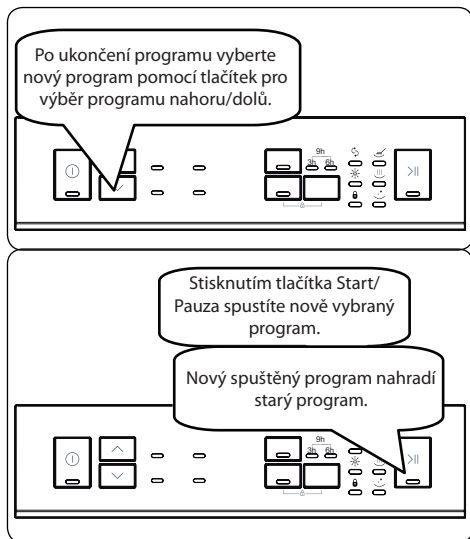 Po ukončení programu vyberte
nový program pomocí tlačítek pro
výběr programu nahoru/dolů.
9h
3h 6h
Stisknutím tlačítka Start/
Pauza spustíte nově vybraný
program.
Nový spuštěný program nahradí
starý program.
9h
3h 6h